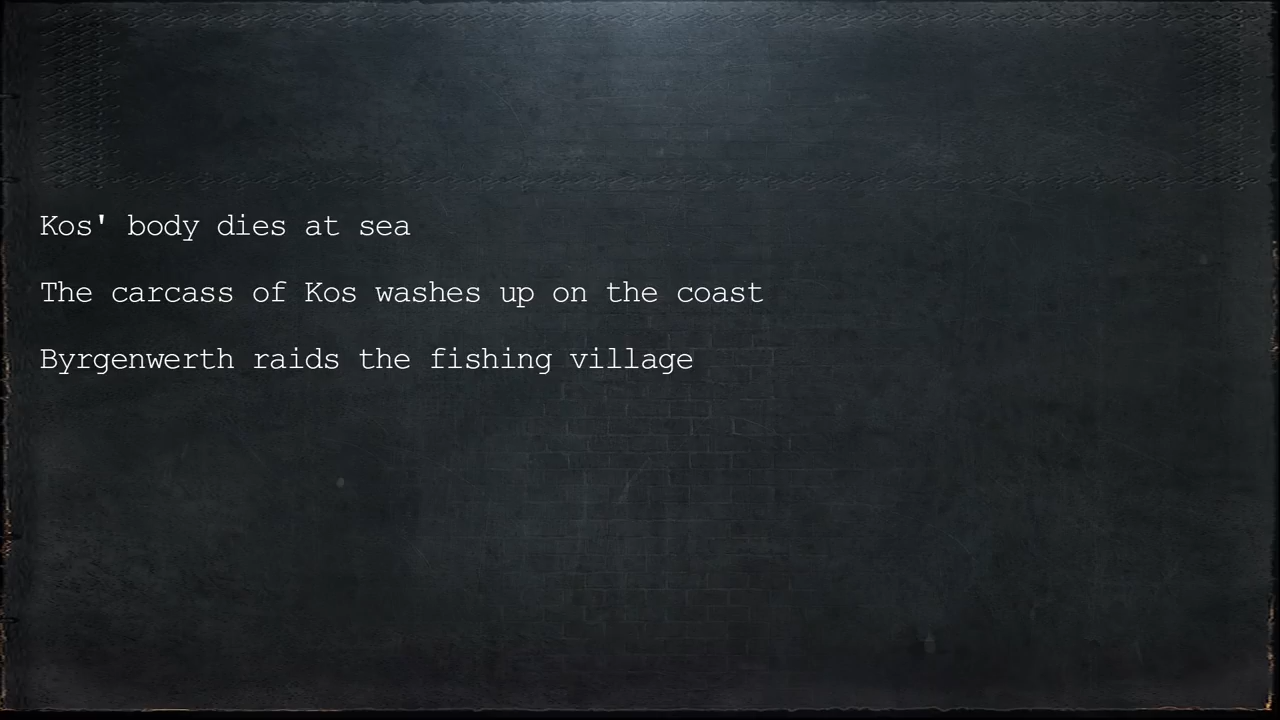 Kos' body dies at sea
The carcass of Kos washes up on the coast
Byrgenwerth raids the fishing village